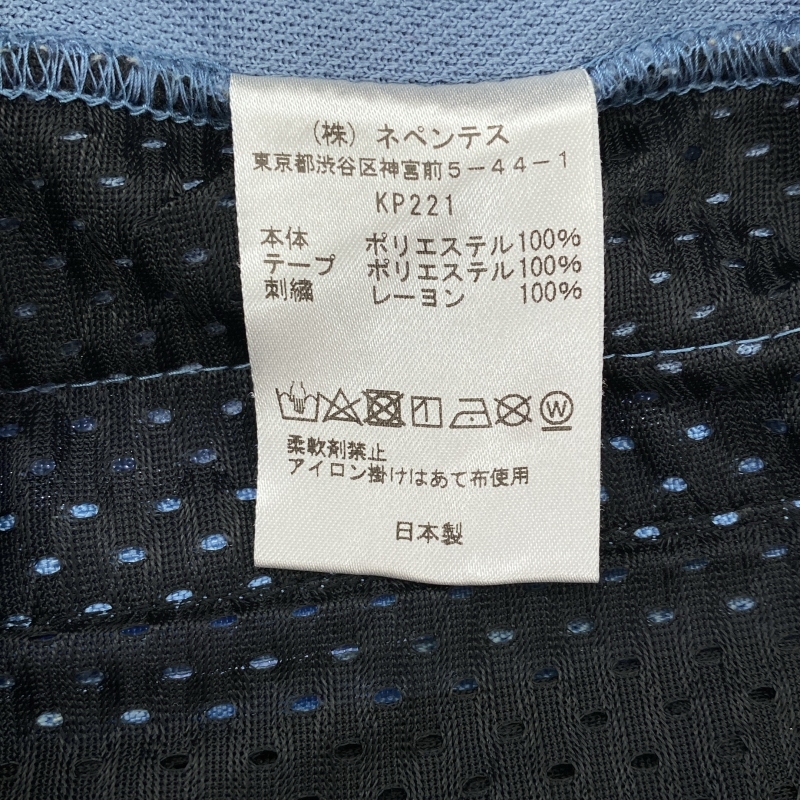 （株）ネペンテス
東京都渋谷区神宮前５－４４－１
KP221
本体 ポリエステル100%
テープ ポリエステル100%
刺繍 レーヨン 100%
W
柔軟剤禁止
アイロン掛けはあて布使用
日本製